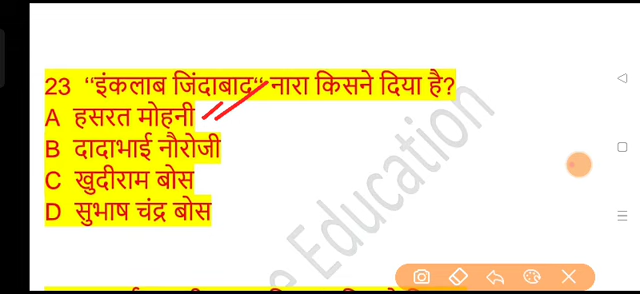 23 “इंकलाब जिंदाबाद“ नारा किसने दिया है?
A हसरत मोहनी
B दादाभाई नौरोजी
C खुदीराम बोस
D सुभाष चंद्र बोस
Education